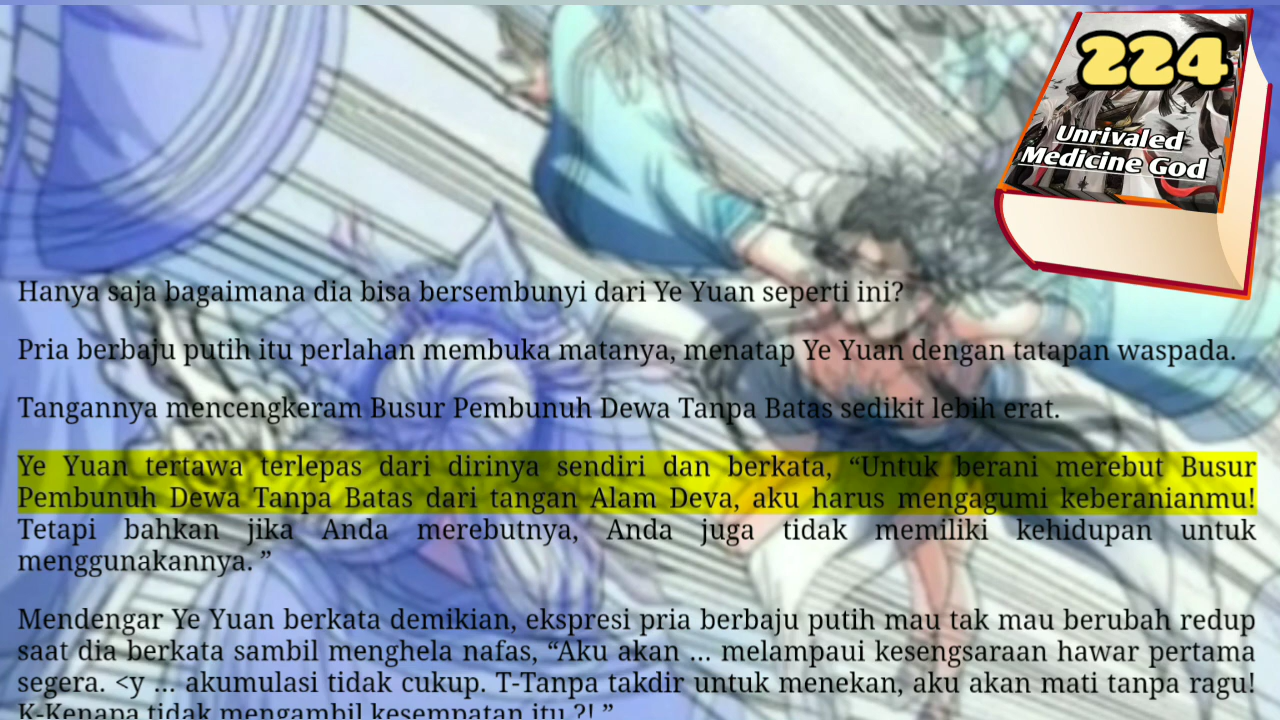 224
Unrivaled
Medicine God
Hanya saja bagaimana dia bisa bersembunyi dari Ye Yuan seperti ini?
Pria berbaju putih itu perlahan membuka matanya, menatap Ye Yuan dengan tatapan waspada.
Tangannya mencengkeram Busur Pembunuh Dewa Tanpa Batas sedikit lebih erat.
Ye Yuan tertawa terlepas dari dirinya sendiri dan berkata, “Untuk berani merebut Busur
Pembunuh Dewa Tanpa Batas dari tangan Alam Deva, aku harus mengagumi keberanianmu!
Tetapi bahkan jika Anda merebutnya, Anda juga tidak memiliki kehidupan untuk
menggunakannya. ”
Mendengar Ye Yuan berkata demikian, ekspresi pria berbaju putih mau tak mau berubah redup
saat dia berkata sambil menghela nafas, “Aku akan ... melampaui kesengsaraan hawar pertama
segera. <y ... akumulasi tidak cukup. T-Tanpa takdir untuk menekan, aku akan mati tanpa ragu!
K-Kenapa tidak mengambil kesempatan itu ?! ”